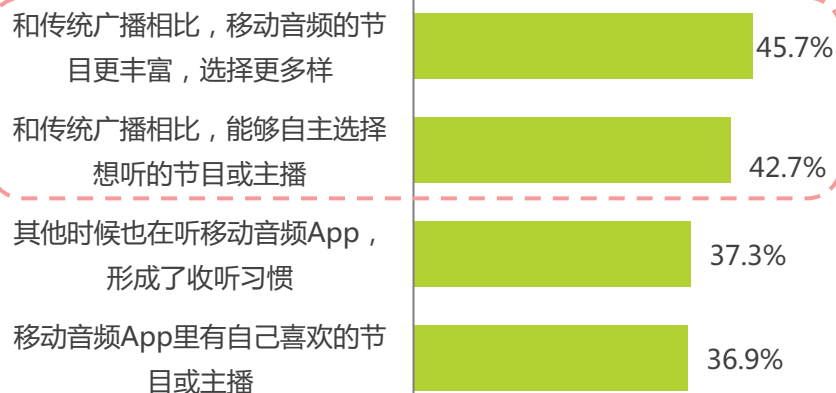 和传统广播相比，移动音频的节
目更丰富，选择更多样
45.7%
和传统广播相比，能够自主选择
想听的节目或主播
42.7%
其他时候也在听移动音频App，
形成了收听习惯
37.3%
移动音频App里有自己喜欢的节
目或主播
36.9%